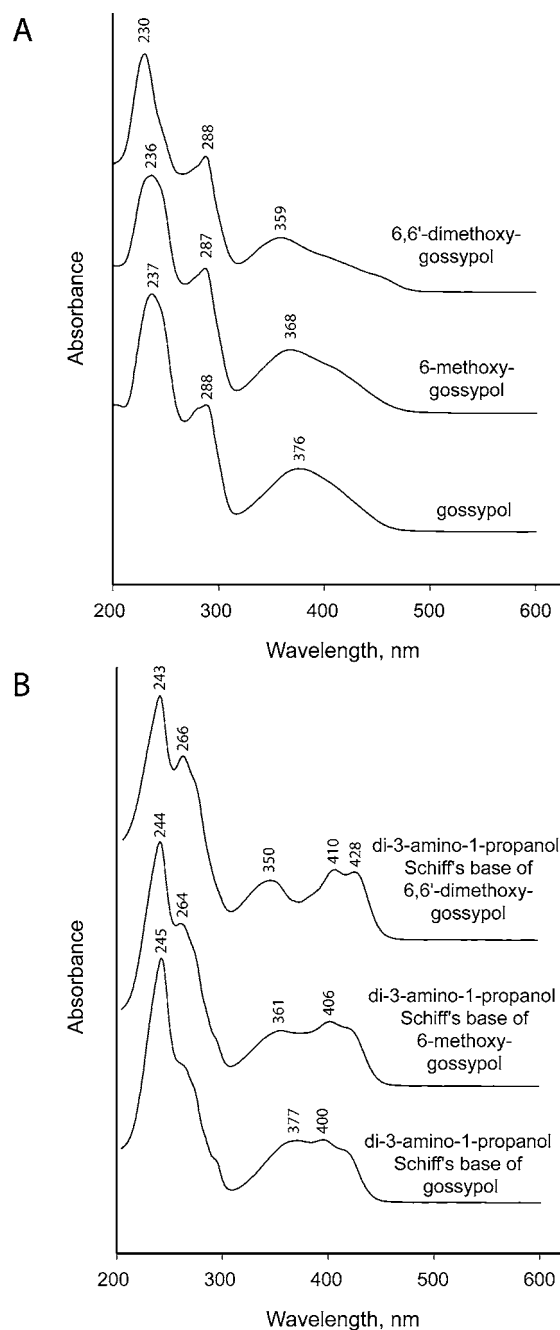 A
230
236
237
288
287
288
359
368
376
6,6'-dimethoxy-
gossypol
6-methoxy-
gossypol
gossypol
Absorbance
200
300
400
500
600
Wavelength, nm
B
243
244
245
266
264
350
410
428
361
406
377
400
di-3-amino-1-propanol
Schiff's base of
6,6'-dimethoxy-
gossypol
di-3-amino-1-propanol
Schiff's base of
6-methoxy-
gossypol
di-3-amino-1-propanol
Schiff's base of
gossypol
Absorbance
200
300
400
500
600
Wavelength, nm